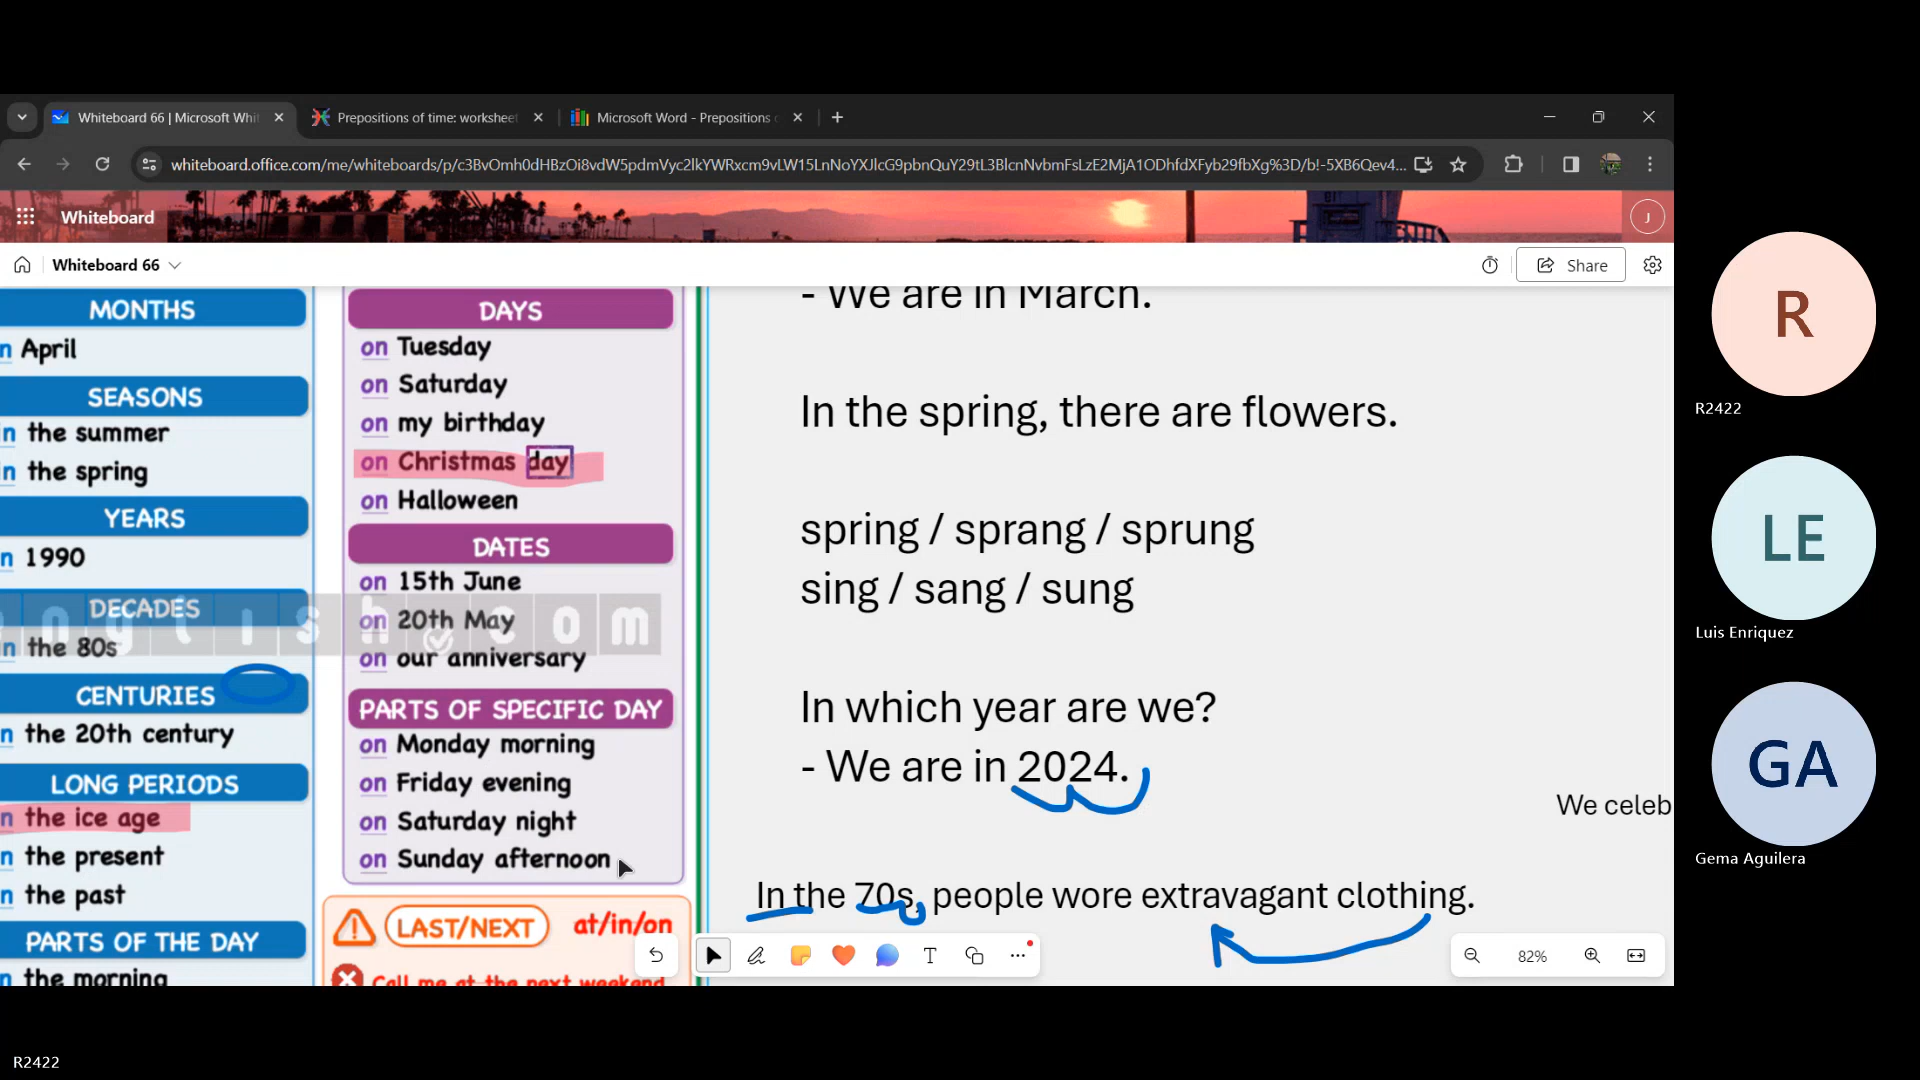 Whiteboard 66 | Microsoft Whi
Prepositions of time: worksheet
Microsoft Word - Prepositions
whiteboard.office.com/me/whiteboards/p/c3BvOmh0dHBzOi8vdW5pdmVyc2lkYWRxcm9vLW15LnNoYXJlcG9pbnQuY29tL3BlcnNvbmFsLzE2MjA1ODhfdXFyb29fbXg%3D/b!-5XB6Qev4...
Whiteboard
J
Whiteboard 66
Share
MONTHS
n April
SEASONS
in the summer
in the spring
YEARS
n 1990
DECADES
in the 80s
CENTURIES
n the 20th century
LONG PERIODS
n the ice age
n the present
n the past
PARTS OF THE DAY
n the morning
DAYS
on Tuesday
on Saturday
on my birthday
on Christmas day
on Halloween
DATES
on 15th June
on 20th May
on our anniversary
PARTS OF SPECIFIC DAY
on Monday morning
on Friday evening
on Saturday night
on Sunday afternoon
LAST/NEXT at/in/on
Call me at the next weekend
english.com
- We are in March.
In the spring, there are flowers.
spring / sprang / sprung
sing / sang / sung
In which year are we?
- We are in 2024.
We celeb
In the 70s, people wore extravagant clothing.
T
82%
R
R2422
LE
Luis Enriquez
GA
Gema Aguilera
R2422